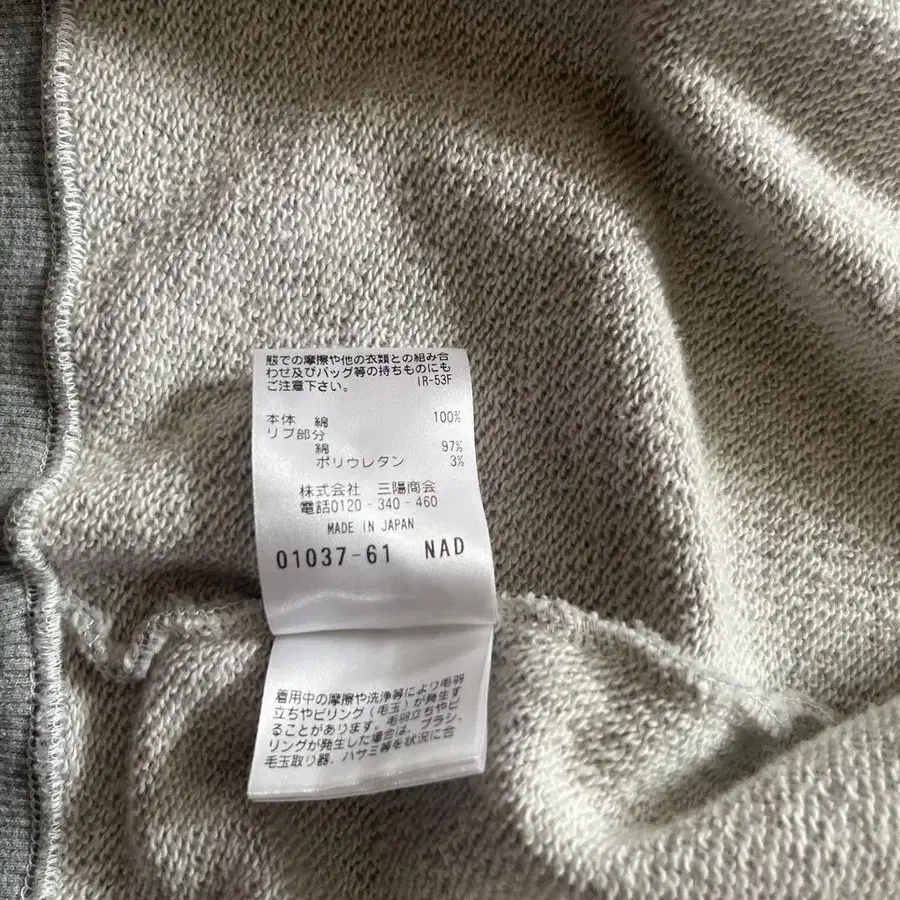 態での摩擦や他の衣類との組み合
わせ及びバッグ等の持ちものにも
ご注意下さい。 IR-53F
本体 綿 100%
リブ部分
綿 97%
ポリウレタン 3%
株式会社 三陽商会
電話0120-340-460
MADE IN JAPAN
01037-61 NAD
着用中の摩擦や洗浄等により毛羽
立ちやピリング(毛玉)が発生す
ることがあります。毛羽立ちやピ
リングが発生した場合は、ブラシ、
毛玉取り器、ハサミ等を状況に合